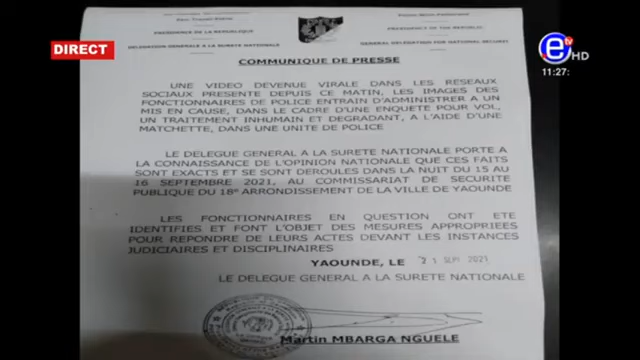 DIRECT
PRESIDENCE DE LA REPUBLIQUE
DELEGATION GENERALE A LA SURETE NATIONALE
PRESIDENCY OF THE REPUBLIC
GENERAL DELEGATION FOR NATIONAL SECURITY
e tv HD
11:27:
COMMUNIQUE DE PRESSE
UNE VIDEO DEVENUE VIRALE DANS LES RESEAUX
SOCIAUX PRESENTE DEPUIS CE MATIN, LES IMAGES DES
FONCTIONNAIRES DE POLICE ENTRAIN D'ADMINISTRER A UN
MIS EN CAUSE, DANS LE CADRE D'UNE ENQUETE POUR VOL,
UN TRAITEMENT INHUMAIN ET DEGRADANT, A L'AIDE D'UNE
MATCHETTE, DANS UNE UNITE DE POLICE
LE DELEGUE GENERAL A LA SURETE NATIONALE PORTE A
LA CONNAISSANCE DE L'OPINION NATIONALE QUE CES FAITS
SONT EXACTS ET SE SONT DEROULES DANS LA NUIT DU 15 AU
16 SEPTEMBRE 2021, AU COMMISSARIAT DE SECURITE
PUBLIQUE DU 18e ARRONDISSEMENT DE LA VILLE DE YAOUNDE
LES FONCTIONNAIRES EN QUESTION ONT ETE
IDENTIFIES ET FONT L'OBJET DES MESURES APPROPRIEES
POUR REPONDRE DE LEURS ACTES DEVANT LES INSTANCES
JUDICIAIRES ET DISCIPLINAIRES
YAOUNDE, LE 21 SEPT 2021
LE DELEGUE GENERAL A LA SURETE NATIONALE
Martin MBARGA NGUELE